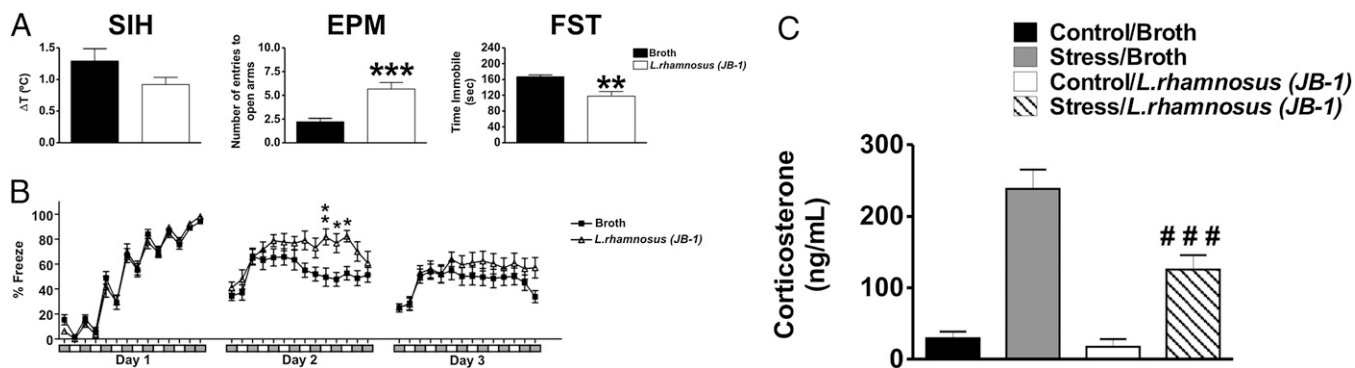 A
SIH
EPM
FST
1.5
1.0
0.5
0.0
ΔT (ºC)
10.0
7.5
5.0
2.5
0.0
Number of entries to
open arms
***
200
160
120
80
40
0
Time Immobile
(sec)
**
Broth
L.rhamnosus (JB-1)
B
100
80
60
40
20
0
% Freeze
*
*
*
*
Broth
L.rhamnosus (JB-1)
Day 1
Day 2
Day 3
C
Control/Broth
Stress/Broth
Control/L.rhamnosus (JB-1)
Stress/L.rhamnosus (JB-1)
300
200
100
0
Corticosterone
(ng/mL)
# # #